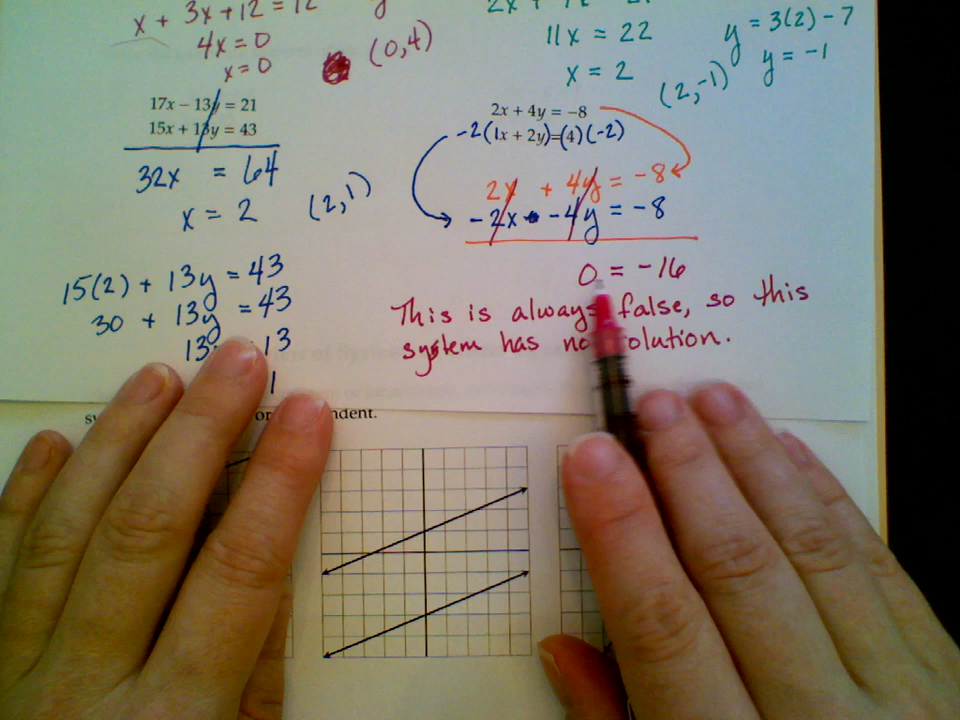 x + 3x + 12 = 12
4x = 0
x = 0
(0,4)
11x = 22
x = 2
y = 3(2) - 7
y = -1
(2,-1)
17x – 13y = 21
15x + 13y = 43
32x = 64
x = 2
(2,1)
15(2) + 13y = 43
30 + 13y = 43
13 13
1
2x + 4y = –8
-2(1x + 2y)=(4)(-2)
2x + 4y = -8
-2x - 4y = -8
0 = -16
This is always false, so this
system has no solution.